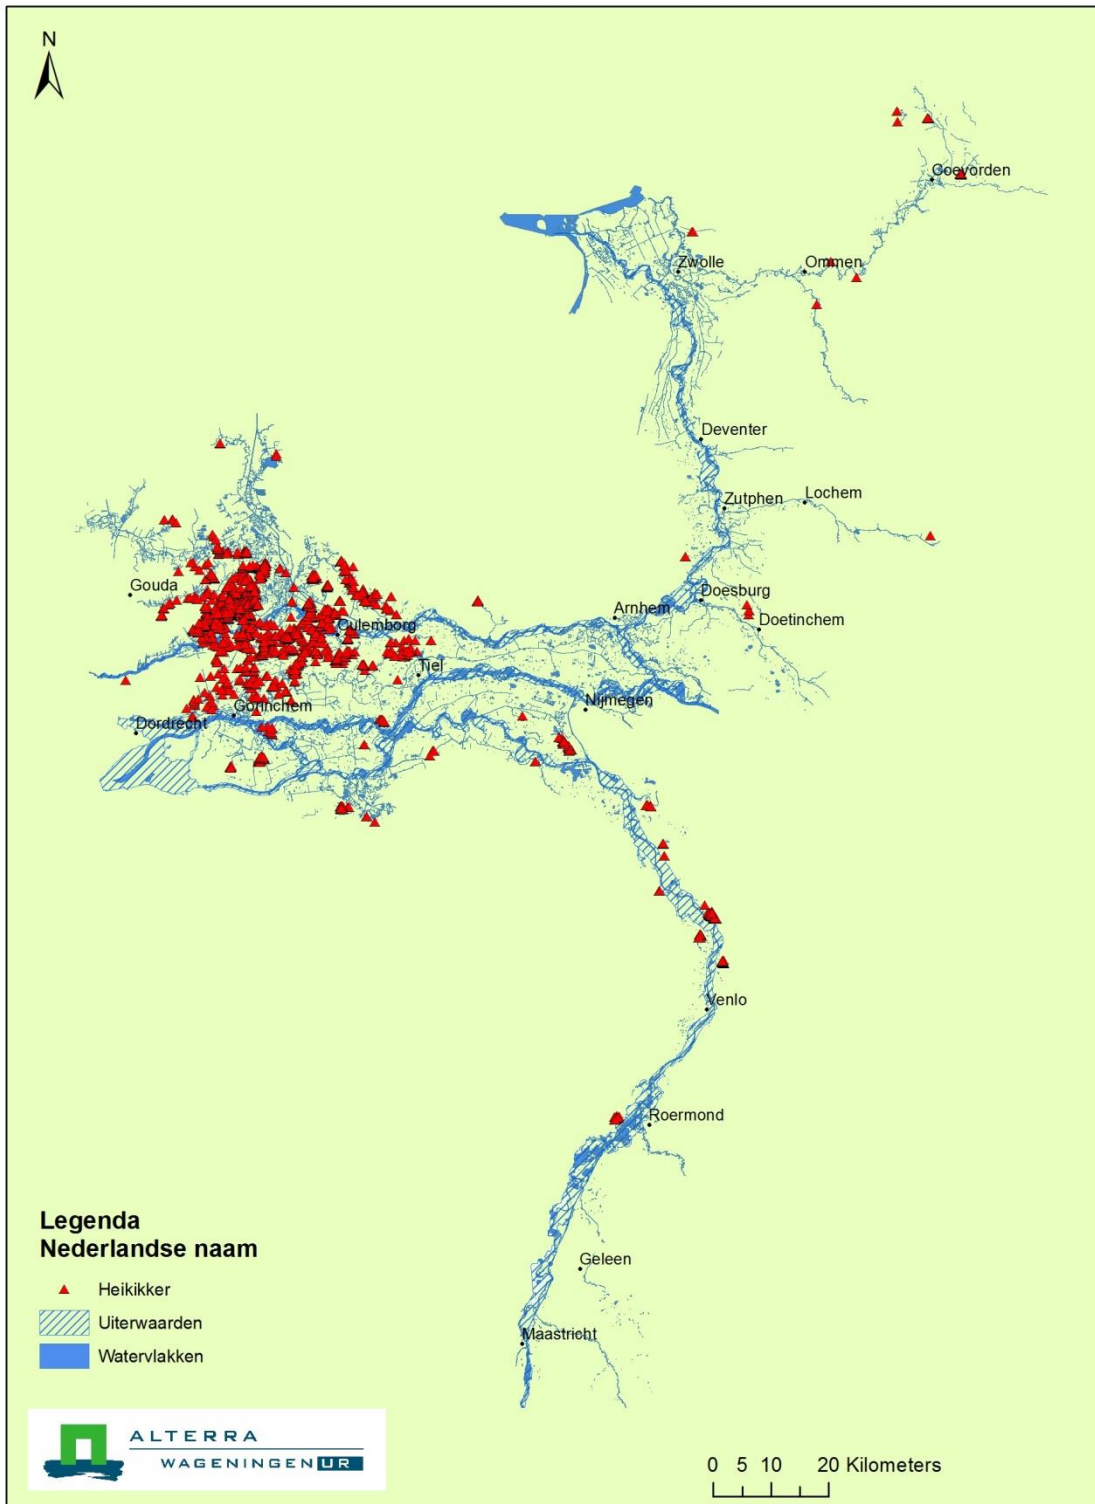 N
Coevorden
Zwolle
Ommen
Deventer
Zutphen
Lochem
Gouda
Doesburg
Arnhem
Doetinchem
Culemborg
Tiel
Nijmegen
Gorinchem
Dordrecht
Venlo
Roermond
Geleen
Maastricht
Legenda
Nederlandse naam
Heikikker
Uiterwaarden
Watervlakken
ALTERRA
WAGENINGEN UR
0 5 10 20 Kilometers